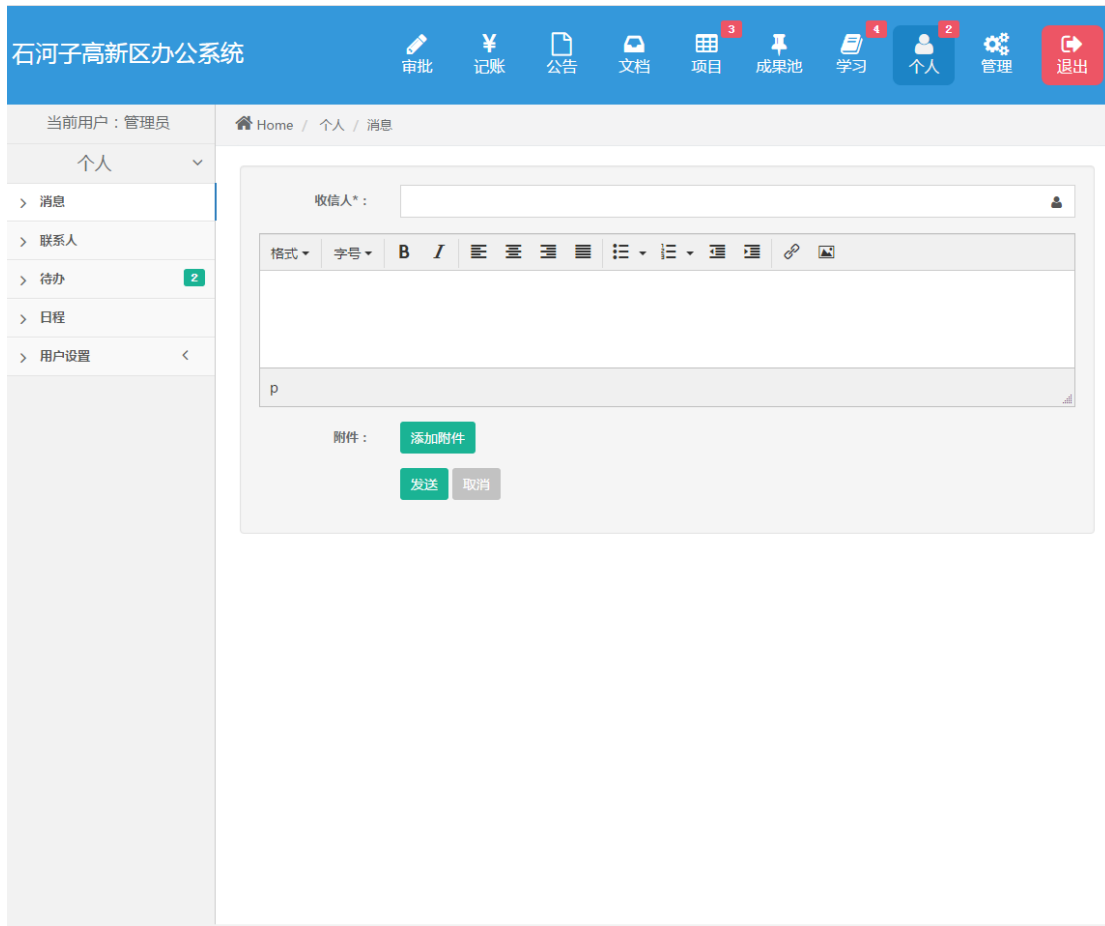 石河子高新区办公系统
3 4 2
审批 记账 公告 文档 项目 成果池 学习 个人 管理 退出
当前用户：管理员
Home / 个人 / 消息
个人
消息
收信人*：
联系人
格式 字号 B I
待办 2
日程
用户设置
p
附件： 添加附件
发送 取消